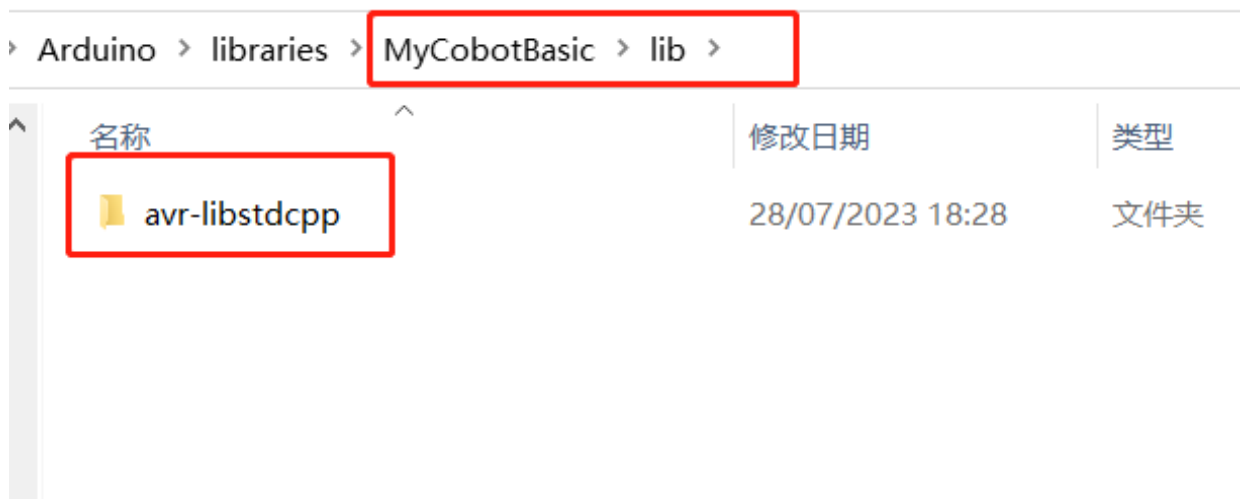 Arduino > libraries > MyCobotBasic > lib >
名称 修改日期 类型
avr-libstdcpp 28/07/2023 18:28 文件夹